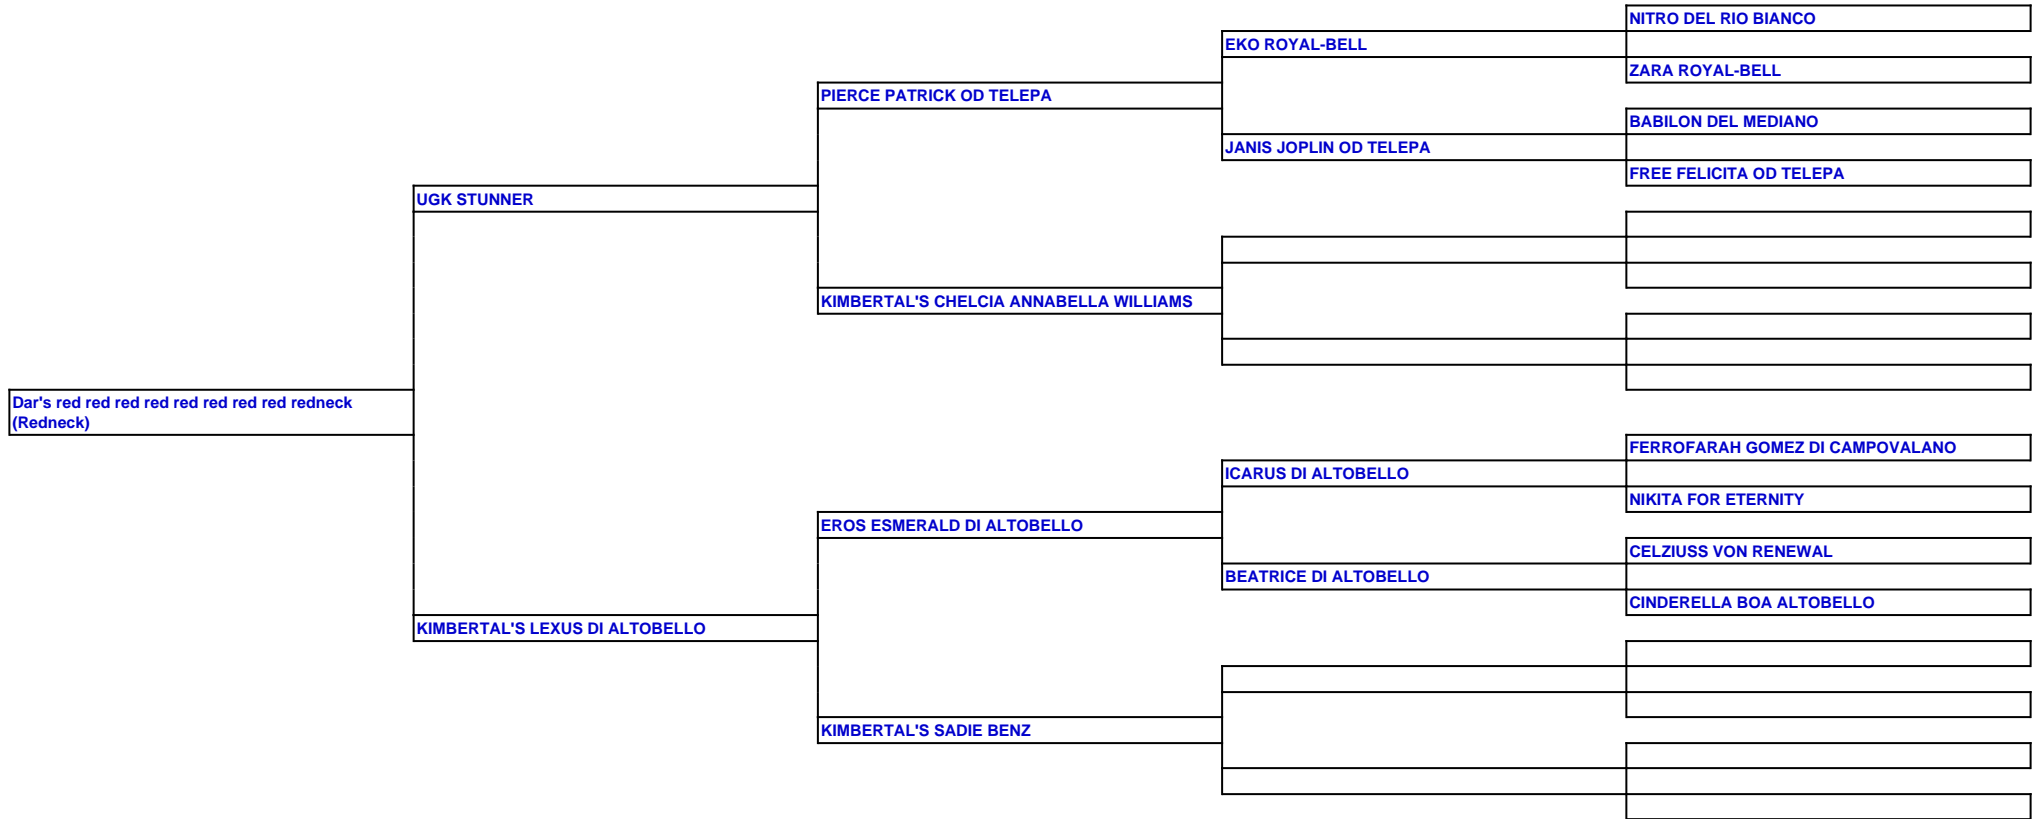 NITRO DEL RIO BIANCO
EKO ROYAL-BELL
ZARA ROYAL-BELL
PIERCE PATRICK OD TELEPA
BABILON DEL MEDIANO
JANIS JOPLIN OD TELEPA
FREE FELICITA OD TELEPA
UGK STUNNER
KIMBERTAL'S CHELCIA ANNABELLA WILLIAMS
Dar's red red red red red red red red redneck
(Redneck)
FERROFARAH GOMEZ DI CAMPOVALANO
ICARUS DI ALTOBELLO
NIKITA FOR ETERNITY
EROS ESMERALD DI ALTOBELLO
CELZIUSS VON RENEWAL
BEATRICE DI ALTOBELLO
CINDERELLA BOA ALTOBELLO
KIMBERTAL'S LEXUS DI ALTOBELLO
KIMBERTAL'S SADIE BENZ